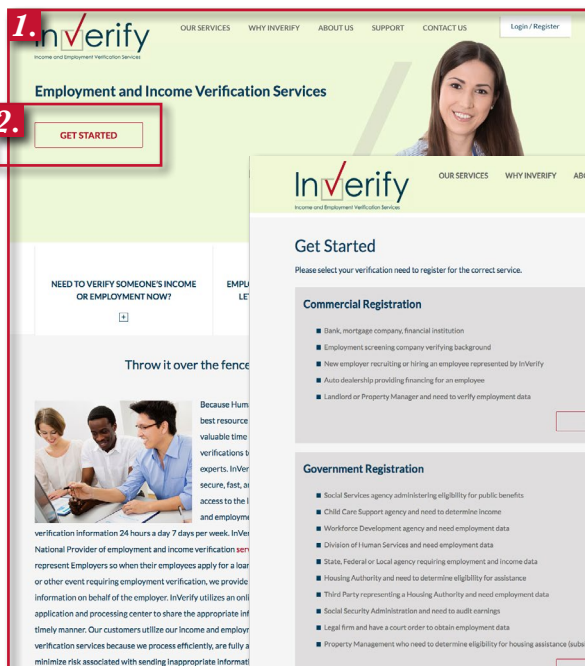 1.
InVerify
Income and Employment Verification Services
OUR SERVICES WHY INVERIFY ABOUT US SUPPORT CONTACT US Login / Register
Employment and Income Verification Services
2.
GET STARTED
NEED TO VERIFY SOMEONE'S INCOME
OR EMPLOYMENT NOW?
+
Throw it over the fence
Because
best resource
valuable time
verifications
experts.
secure, fast,
access to the
and
verification information 24 hours a day 7 days per week.
National Provider of employment and income verification
represent Employers so when their employees apply for a loan
or other event requiring employment verification, we provide
information on behalf of the employer. InVerify utilizes an
application and processing center to share the appropriate
timely manner. Our customers utilize our income and
verification services because we process efficiently, are fully
minimize risk associated with sending inappropriate
InVerify
Income and Employment Verification Services
OUR SERVICES WHY INVERIFY
Get Started
Please select your verification need to register for the correct service.
Commercial Registration
Bank, mortgage company, financial institution
Employment screening company verifying background
New employer recruiting or hiring an employee represented by InVerify
Auto dealership providing financing for an employee
Landlord or Property Manager and need to verify employment data
Government Registration
Social Services agency administering eligibility for public benefits
Child Care Support agency and need to determine income
Workforce Development agency and need employment data
Division of Human Services and need employment data
State, Federal or Local agency requiring employment and income data
Housing Authority and need to determine eligibility for assistance
Third Party representing a Housing Authority and need employment data
Social Security Administration and need to audit earnings
Legal firm and have a court order to obtain employment data
Property Management who need to determine eligibility for housing assistance